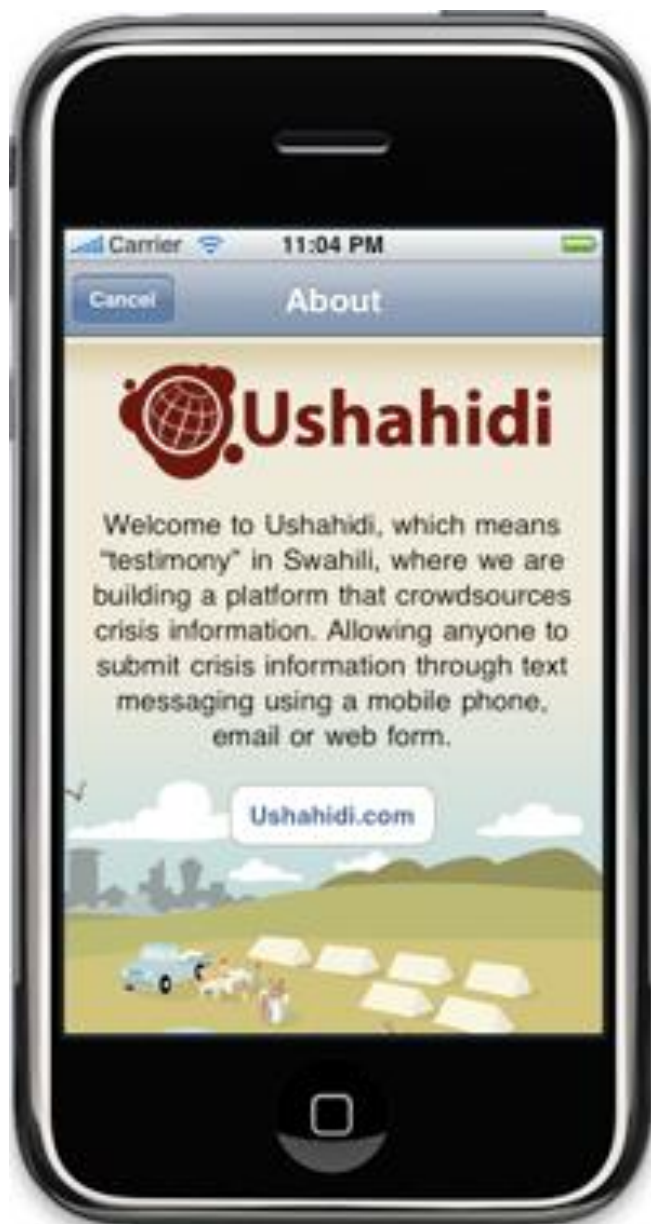 Carrier 11:04 PM
Cancel About
Ushahidi
Welcome to Ushahidi, which means
"testimony" in Swahili, where we are
building a platform that crowdsources
crisis information. Allowing anyone to
submit crisis information through text
messaging using a mobile phone,
email or web form.
Ushahidi.com